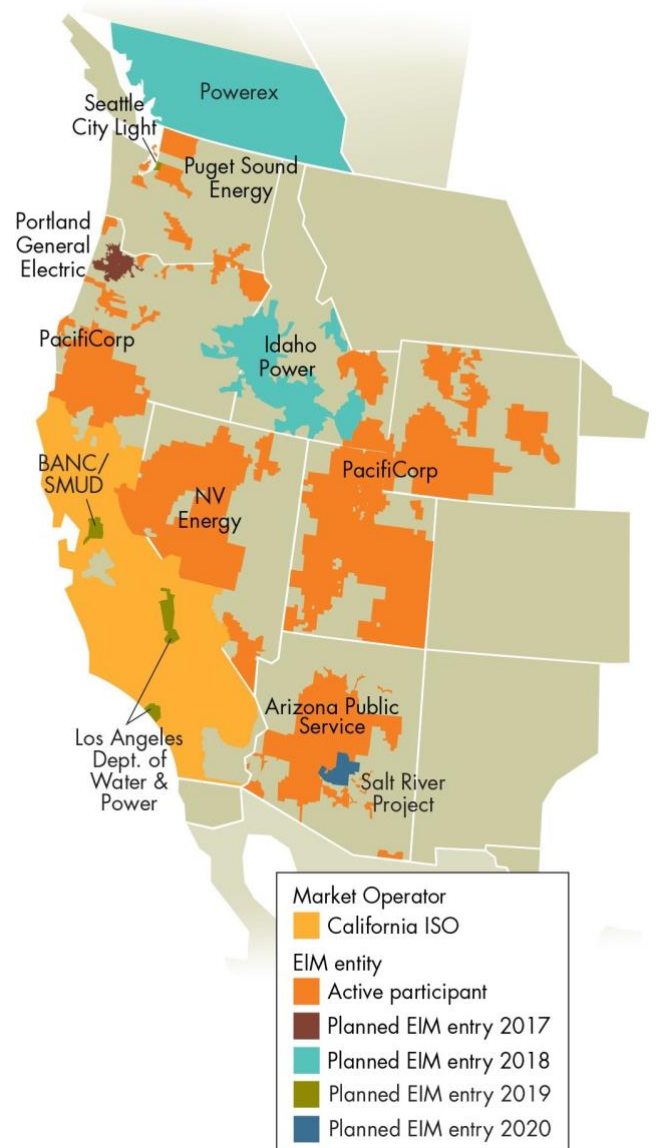 Powerex
Seattle
City Light
Puget Sound
Energy
Portland
General
Electric
PacifiCorp
Idaho
Power
BANC/
SMUD
NV
Energy
PacifiCorp
Los Angeles
Dept. of
Water &
Power
Arizona Public
Service
Salt River
Project
Market Operator
California ISO
EIM entity
Active participant
Planned EIM entry 2017
Planned EIM entry 2018
Planned EIM entry 2019
Planned EIM entry 2020